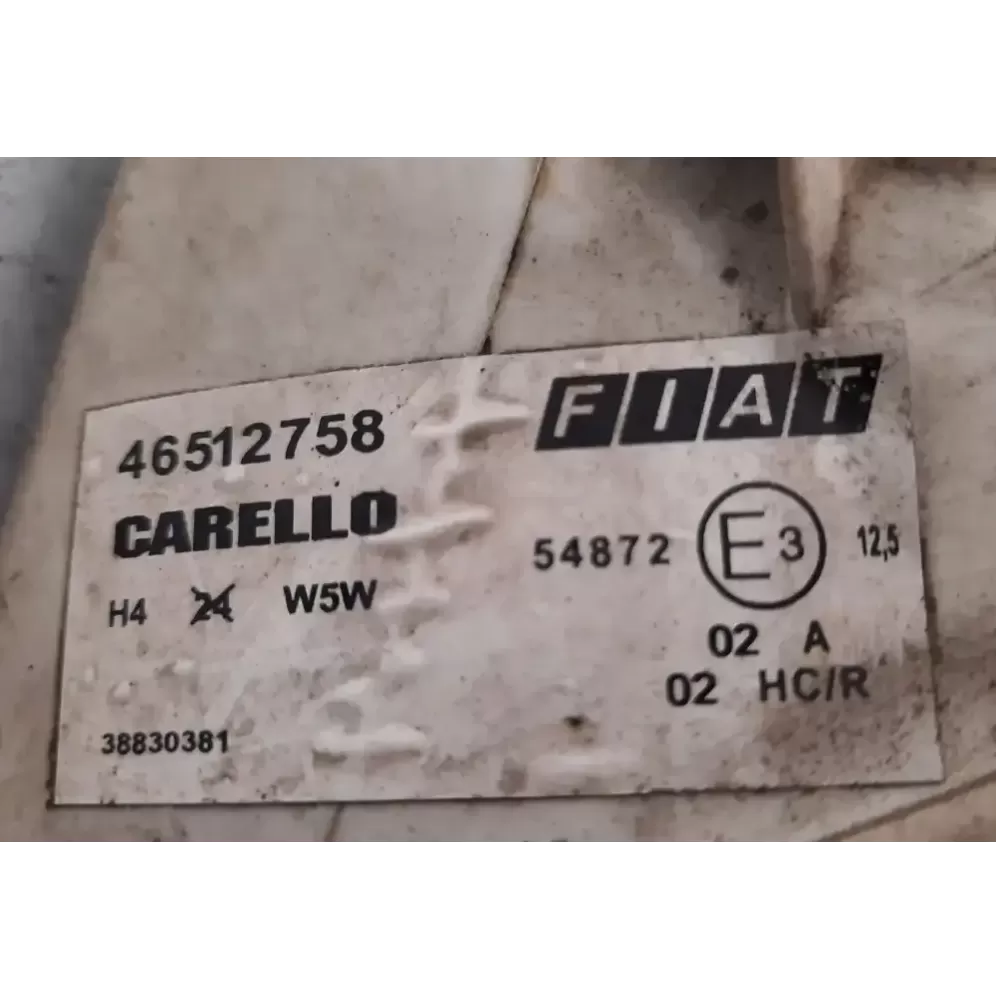 46512758
FIAT
CARELLO
54872 E3 12,5
H4 24 W5W
02 A
02 HC/R
38830381